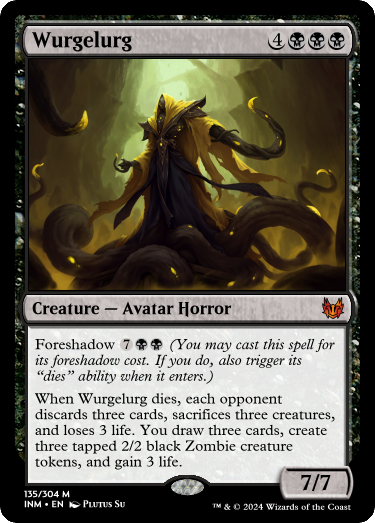 Wurgelurg 4
Creature — Avatar Horror
Foreshadow 7 (You may cast this spell for
its foreshadow cost. If you do, also trigger its
“dies” ability when it enters.)
When Wurgelurg dies, each opponent
discards three cards, sacrifices three creatures,
and loses 3 life. You draw three cards, create
three tapped 2/2 black Zombie creature
tokens, and gain 3 life.
7/7
135/304 M
INM • EN Plutus Su
™ & © 2024 Wizards of the Coast